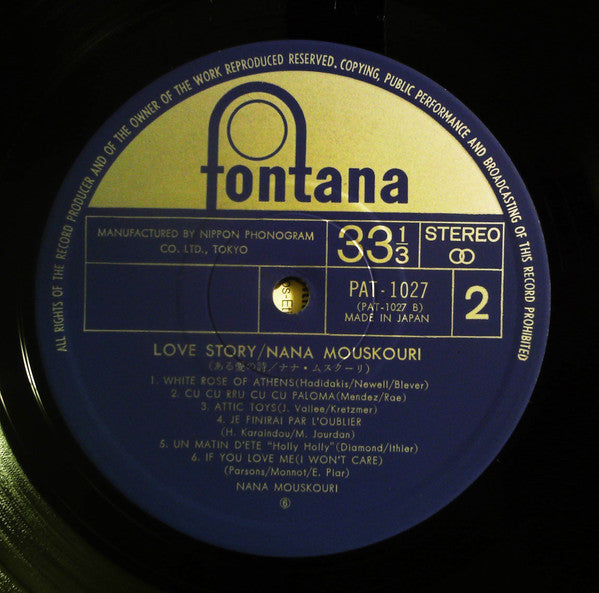 ALL RIGHTS OF THE RECORD PRODUCER AND OF THE OWNER OF THE WORK REPRODUCED RESERVED. COPYING, PUBLIC PERFORMANCE AND BROADCASTING OF THIS RECORD PROHIBITED
fontana
MANUFACTURED BY NIPPON PHONOGRAM
CO. LTD., TOKYO
33 1/3
STEREO
PAT-1027
(PAT-1027 B)
MADE IN JAPAN
2
LOVE STORY/NANA MOUSKOURI
(ある愛の詩/ナナ・ムスクーリ)
1. WHITE ROSE OF ATHENS(Hadidakis/Newell/Blever)
2. CU CU RRU CU CU PALOMA(Mendez/Rae)
3. ATTIC TOYS(J. Vallee/Kretzmer)
4. JE FINIRAI PAR L'OUBLIER
(H. Karaindou/M. Jourdan)
5. UN MATIN D'ETE "Holly Holly"(Diamond/Ithier)
6. IF YOU LOVE ME(I WON'T CARE)
(Parsons/Monnot/E. Piar)
NANA MOUSKOURI
⑥